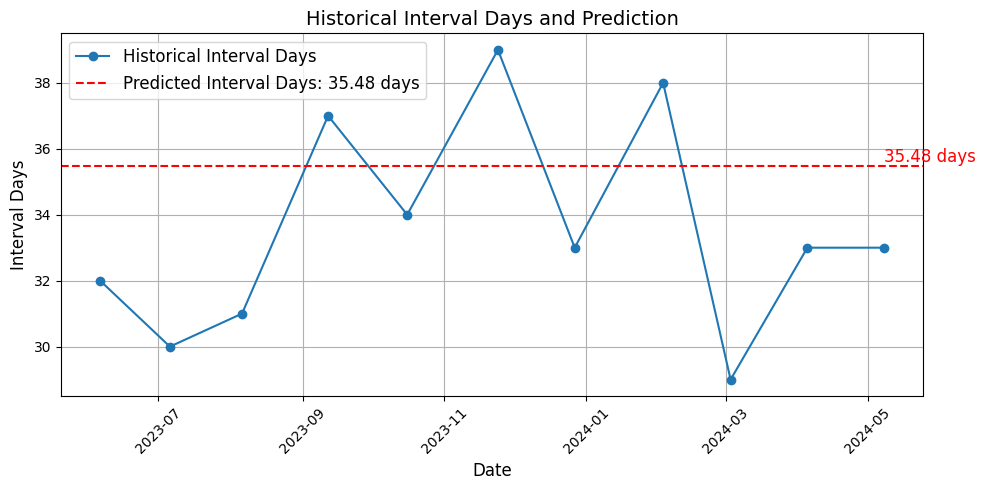 Historical Interval Days and Prediction
Historical Interval Days
Predicted Interval Days: 35.48 days
38
36
34
32
30
Interval Days
35.48 days
2023-07
2023-09
2023-11
2024-01
2024-03
2024-05
Date